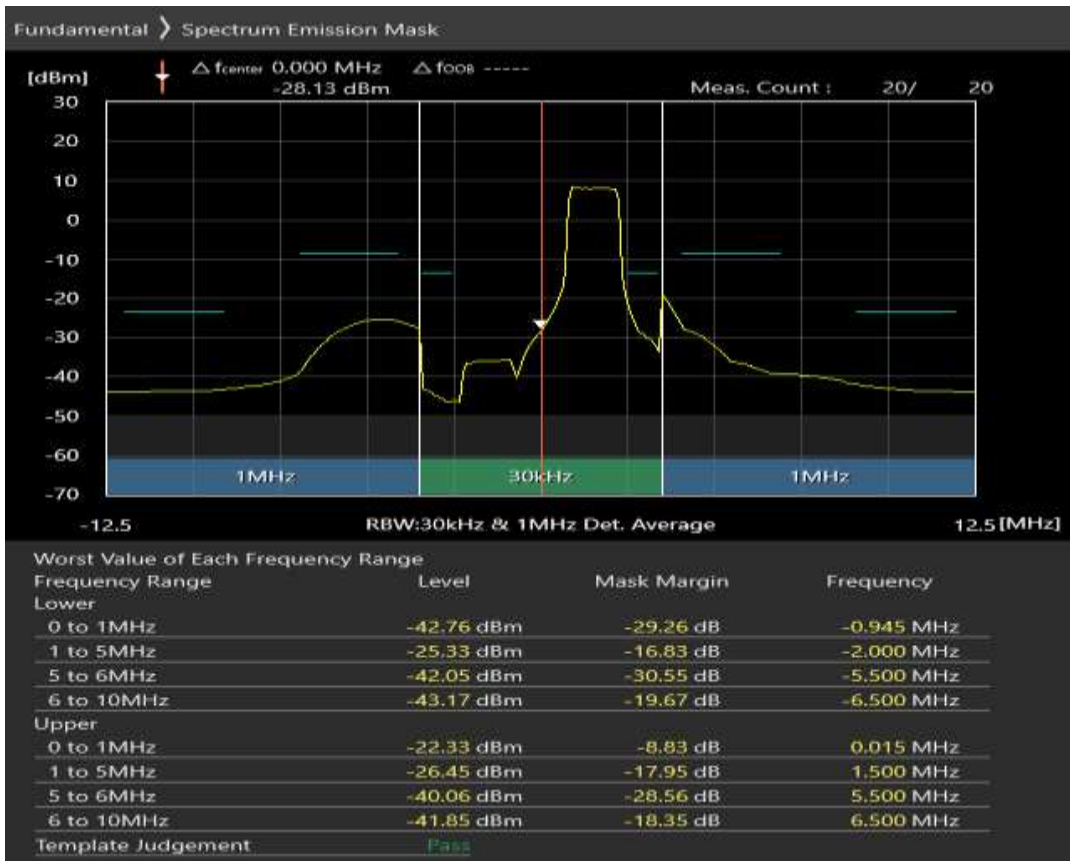 Fundamental ❭ Spectrum Emission Mask
[dBm] △ fcenter 0.000 MHz △ fOOB -----
-28.13 dBm Meas. Count : 20/ 20
30
20
10
0
-10
-20
-30
-40
-50
-60
-70
1MHz 30kHz 1MHz
-12.5 RBW:30kHz & 1MHz Det. Average 12.5 [MHz]
Worst Value of Each Frequency Range
Frequency Range Level Mask Margin Frequency
Lower
0 to 1MHz -42.76 dBm -29.26 dB -0.945 MHz
1 to 5MHz -25.33 dBm -16.83 dB -2.000 MHz
5 to 6MHz -42.05 dBm -30.55 dB -5.500 MHz
6 to 10MHz -43.17 dBm -19.67 dB -6.500 MHz
Upper
0 to 1MHz -22.33 dBm -8.83 dB 0.015 MHz
1 to 5MHz -26.45 dBm -17.95 dB 1.500 MHz
5 to 6MHz -40.06 dBm -28.56 dB 5.500 MHz
6 to 10MHz -41.85 dBm -18.35 dB 6.500 MHz
Template Judgement Pass